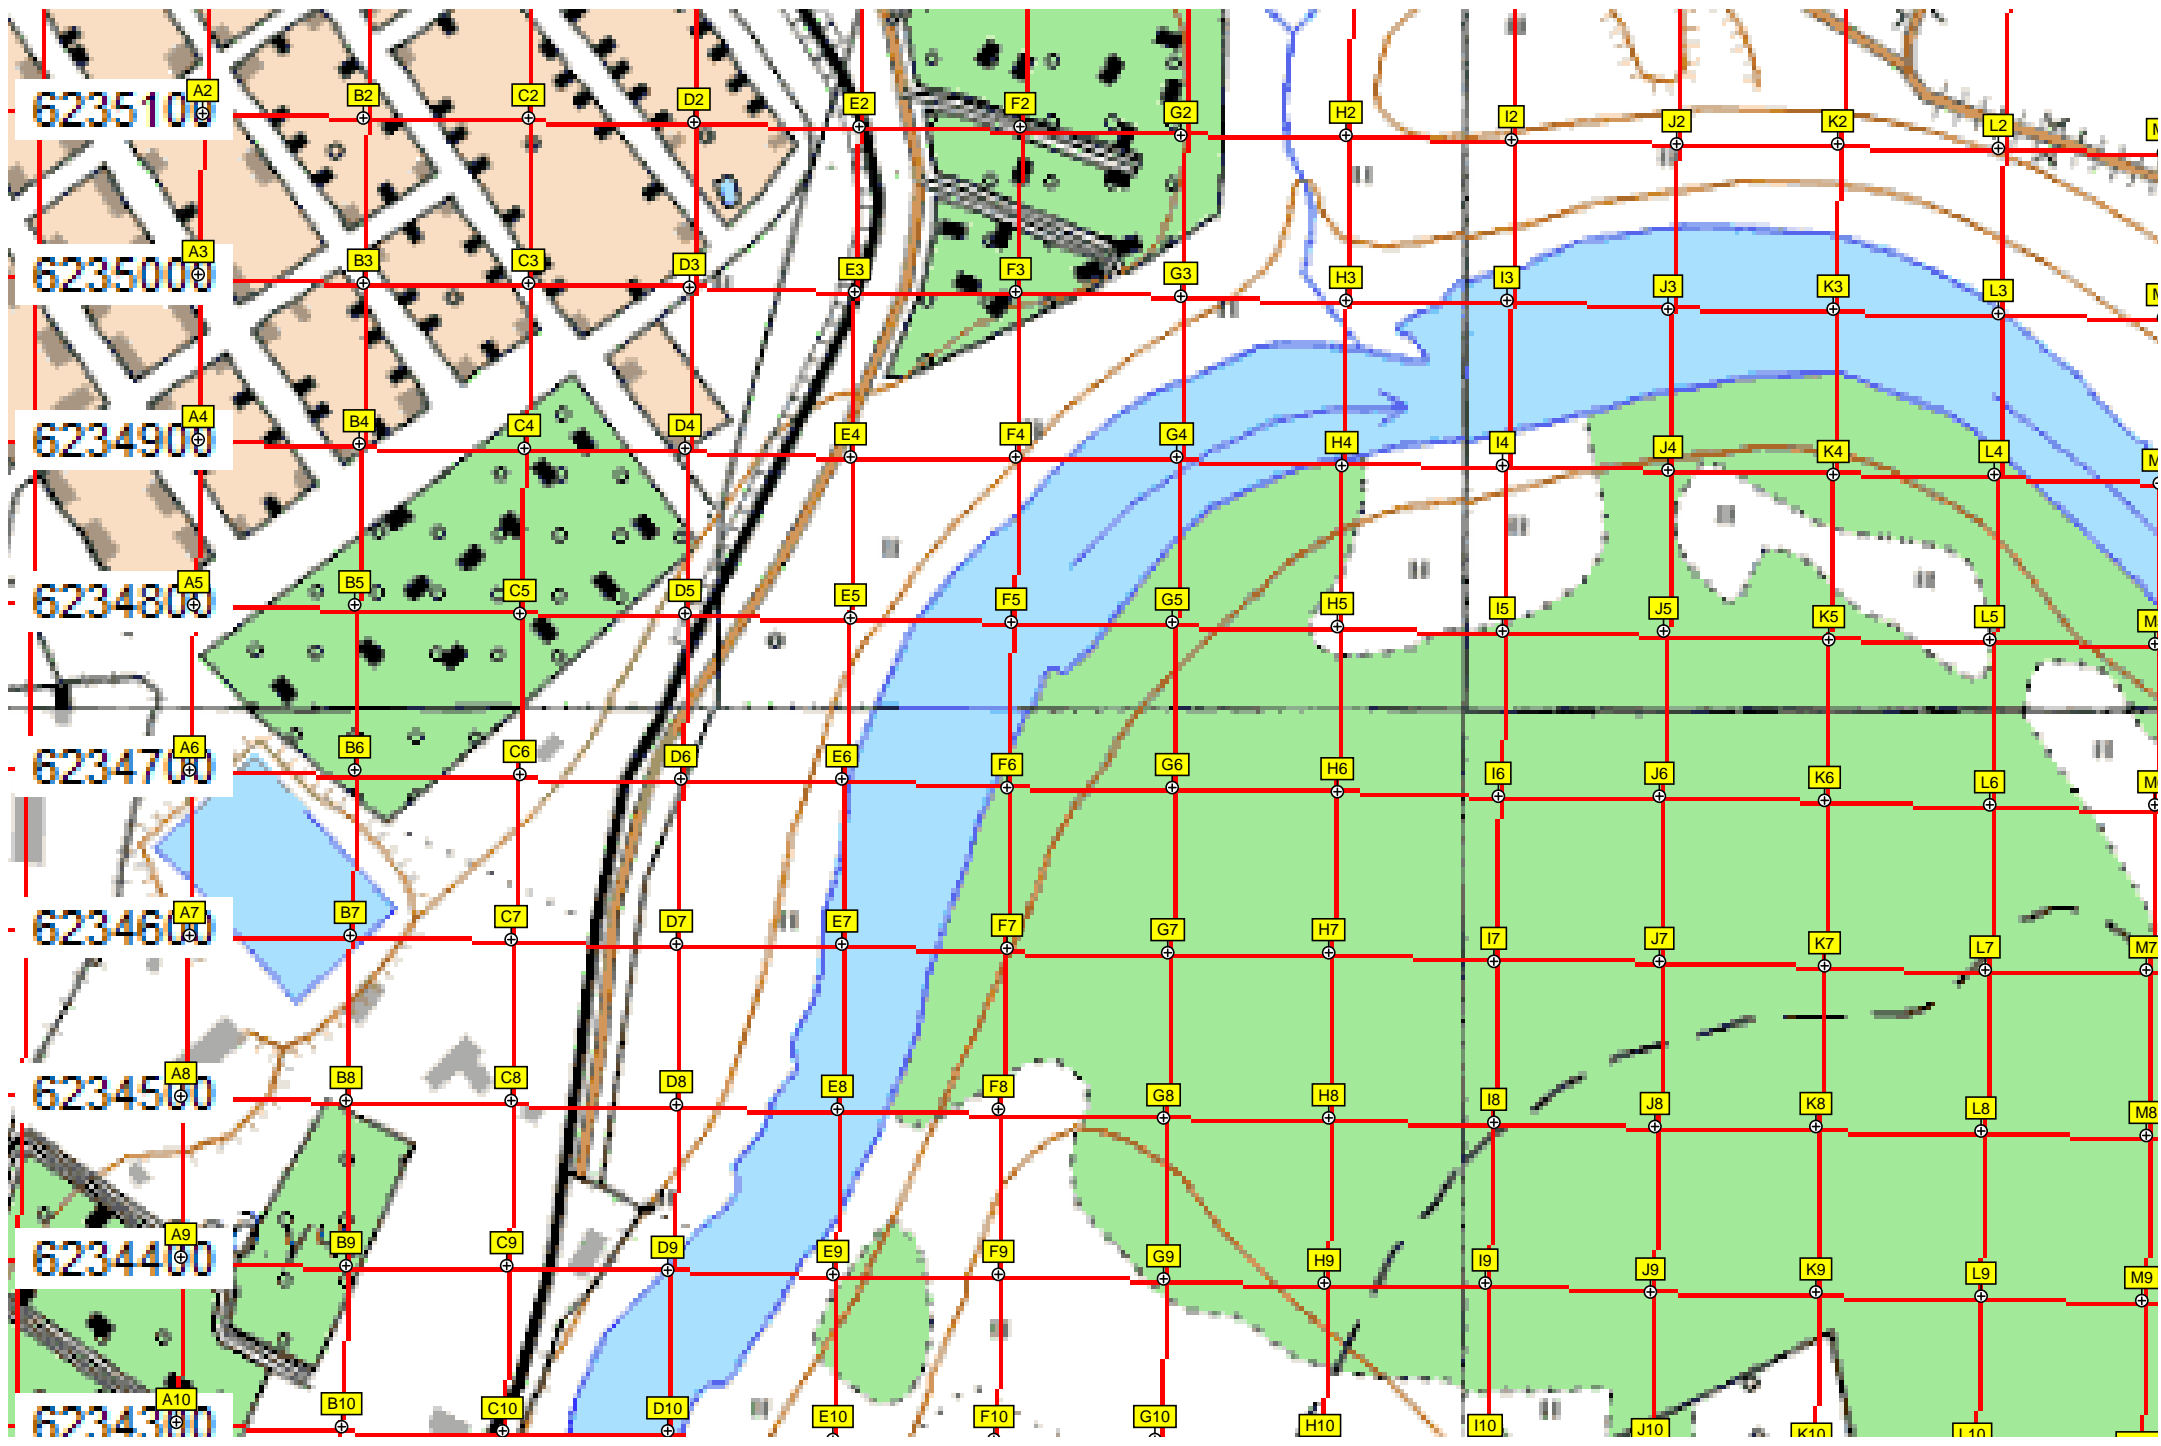 A2 B2 C2 D2 E2 F2 G2 H2 I2 J2 K2 L2
6235100
A3 B3 C3 D3 E3 F3 G3 H3 I3 J3 K3 L3
6235000
A4 B4 C4 D4 E4 F4 G4 H4 I4 J4 K4 L4
6234900
A5 B5 C5 D5 E5 F5 G5 H5 I5 J5 K5 L5
6234800
A6 B6 C6 D6 E6 F6 G6 H6 I6 J6 K6 L6
6234700
A7 B7 C7 D7 E7 F7 G7 H7 I7 J7 K7 L7 M7
6234600
A8 B8 C8 D8 E8 F8 G8 H8 I8 J8 K8 L8 M8
6234500
A9 B9 C9 D9 E9 F9 G9 H9 I9 J9 K9 L9 M9
6234400
A10 B10 C10 D10 E10 F10 G10 H10 I10 J10 K10 L10
6234300